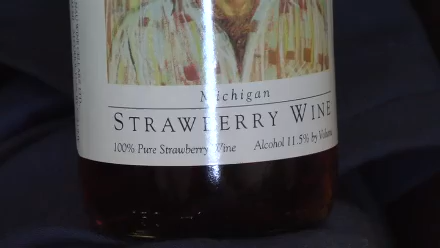 Michigan
STRAWBERRY WINE
100% Pure Strawberry Wine Alcohol 11.5% by Volume